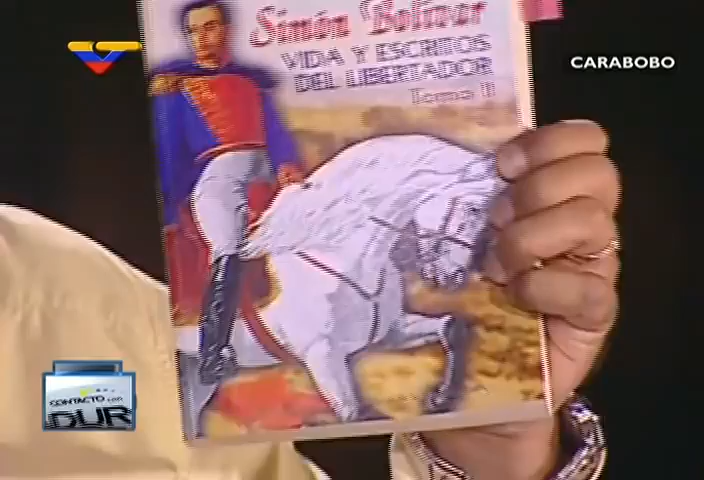 Simón Bolívar
VIDA Y ESCRITOS
DEL LIBERTADOR
Tomo II
CARABOBO
CONTACTO CON
DUR